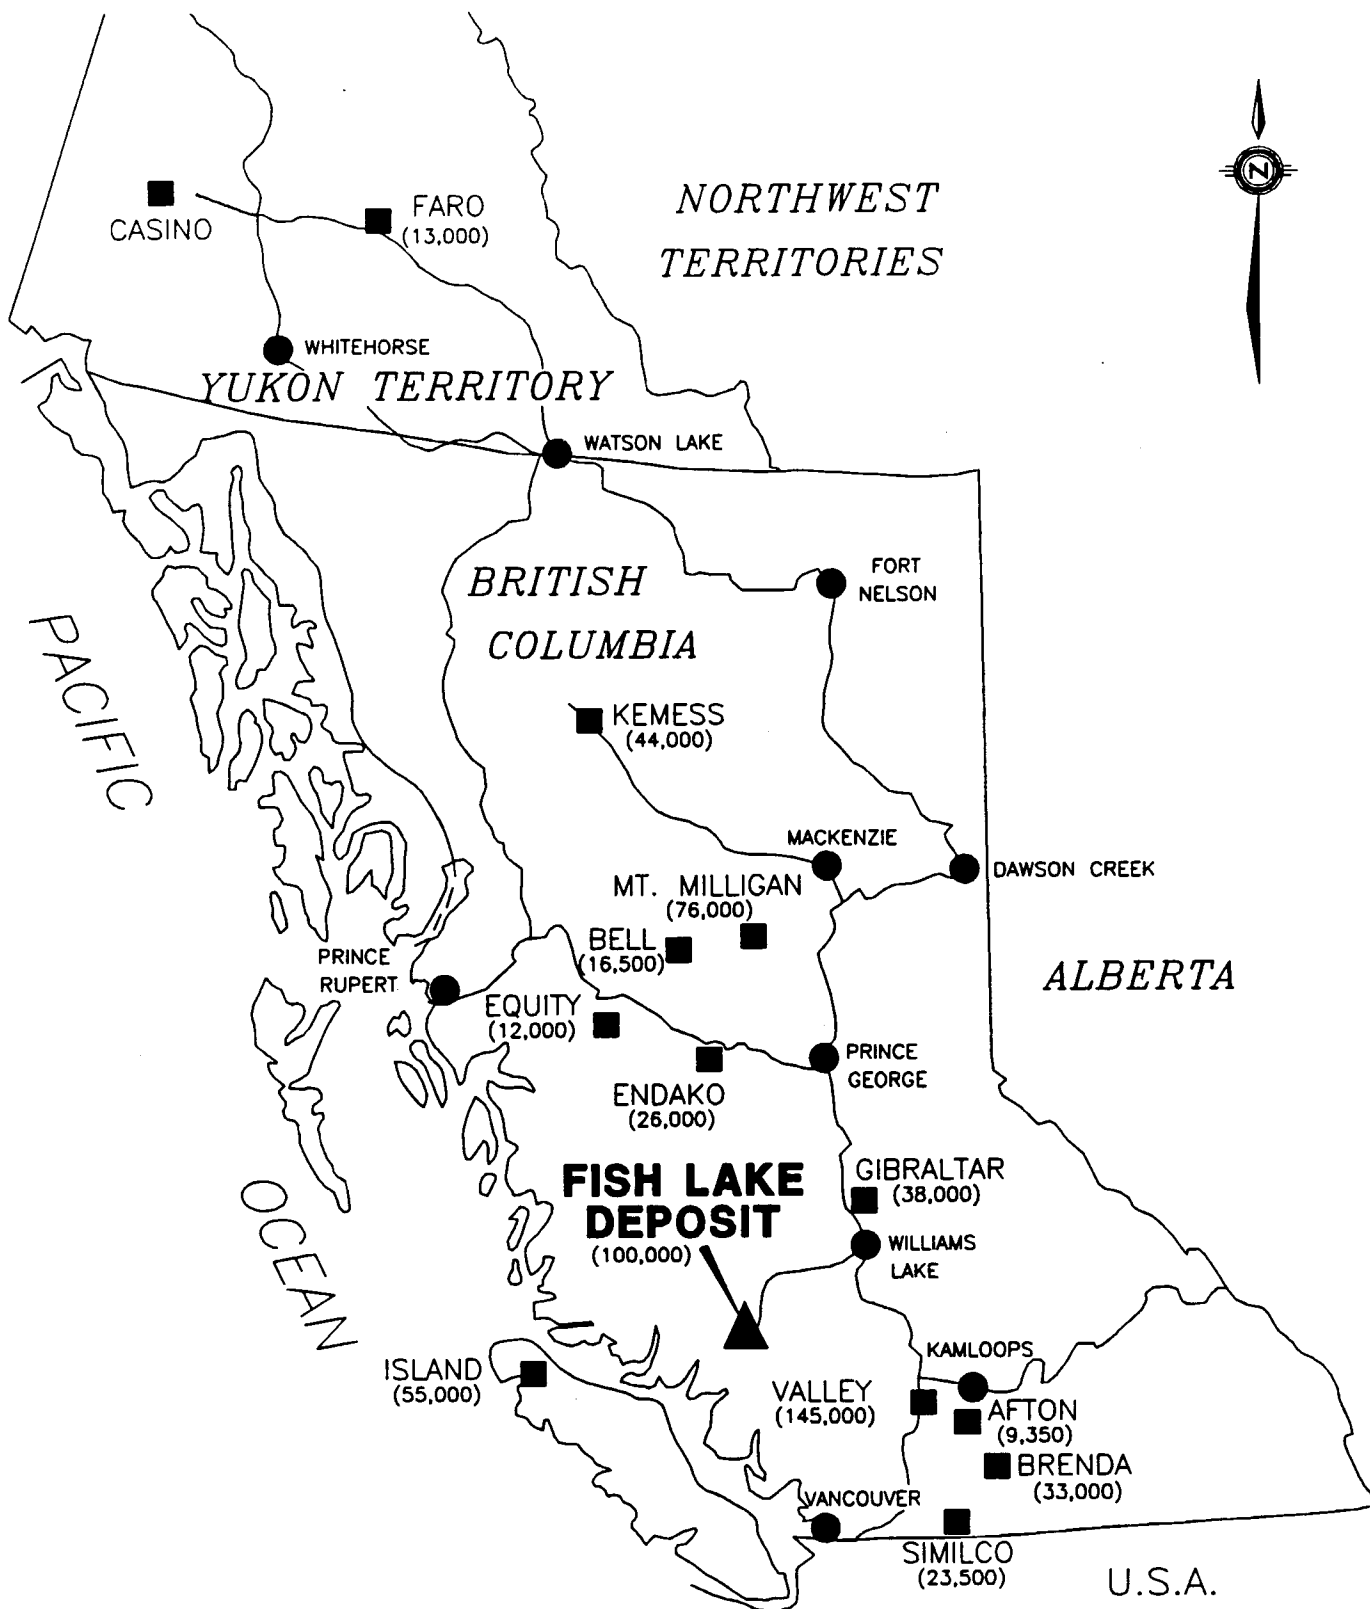 NORTHWEST
TERRITORIES
N
CASINO
FARO
(13,000)
WHITEHORSE
YUKON TERRITORY
WATSON LAKE
BRITISH
COLUMBIA
FORT
NELSON
PACIFIC
KEMESS
(44,000)
MACKENZIE
DAWSON CREEK
MT. MILLIGAN
(76,000)
BELL
(16,500)
PRINCE
RUPERT
ALBERTA
EQUITY
(12,000)
PRINCE
GEORGE
ENDAKO
(26,000)
FISH LAKE
DEPOSIT
(100,000)
GIBRALTAR
(38,000)
WILLIAMS
LAKE
OCEAN
KAMLOOPS
ISLAND
(55,000)
VALLEY
(145,000)
AFTON
(9,350)
BRENDA
(33,000)
VANCOUVER
SIMILCO
(23,500)
U.S.A.